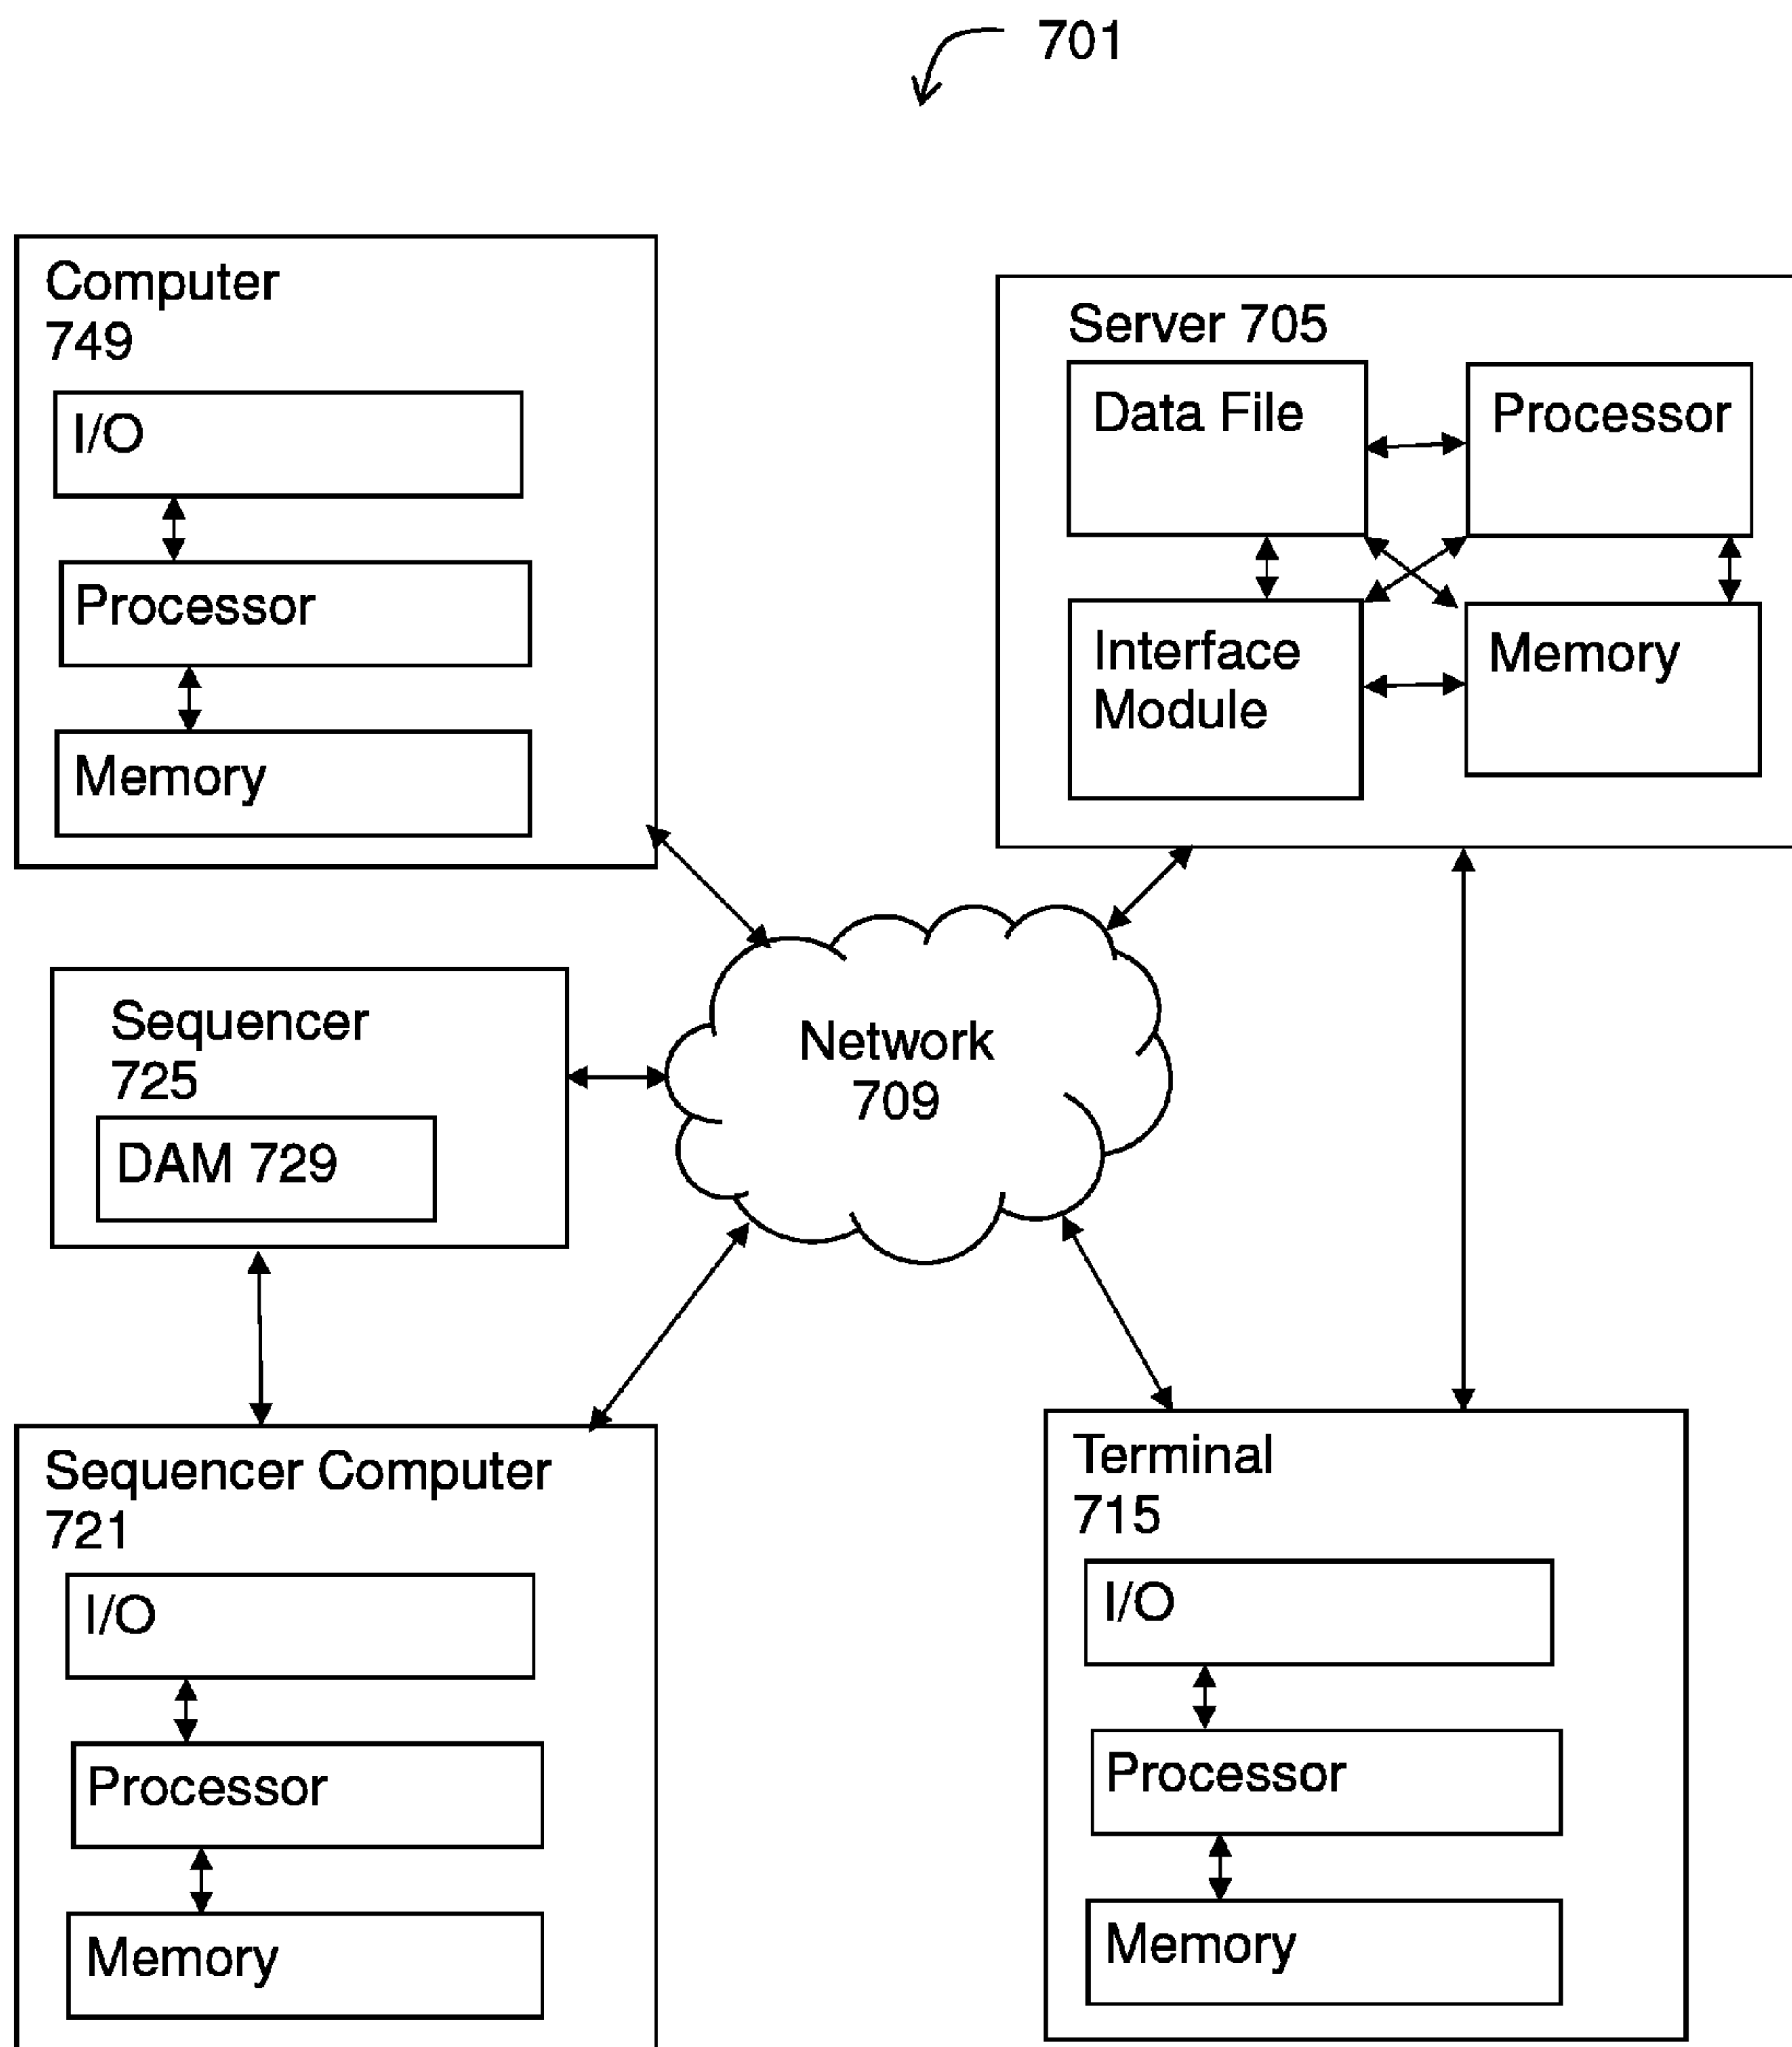 701
Computer
749
I/O
Processor
Memory
Server 705
Data File
Processor
Interface
Module
Memory
Network
709
Sequencer
725
DAM 729
Sequencer Computer
721
I/O
Processor
Memory
Terminal
715
I/O
Processor
Memory